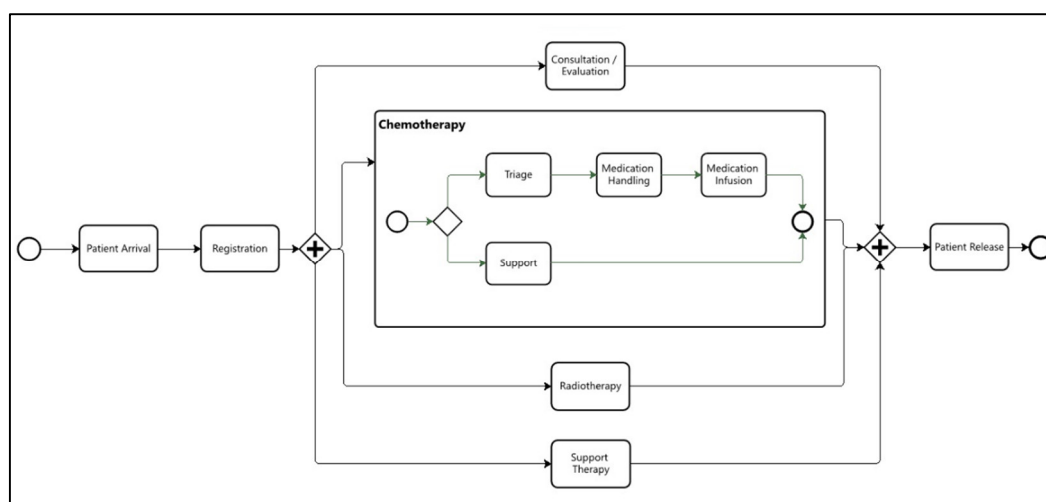 Consultation /
Evaluation
Chemotherapy
Triage
Medication
Handling
Medication
Infusion
Patient Arrival
Registration
Support
Patient Release
Radiotherapy
Support
Therapy